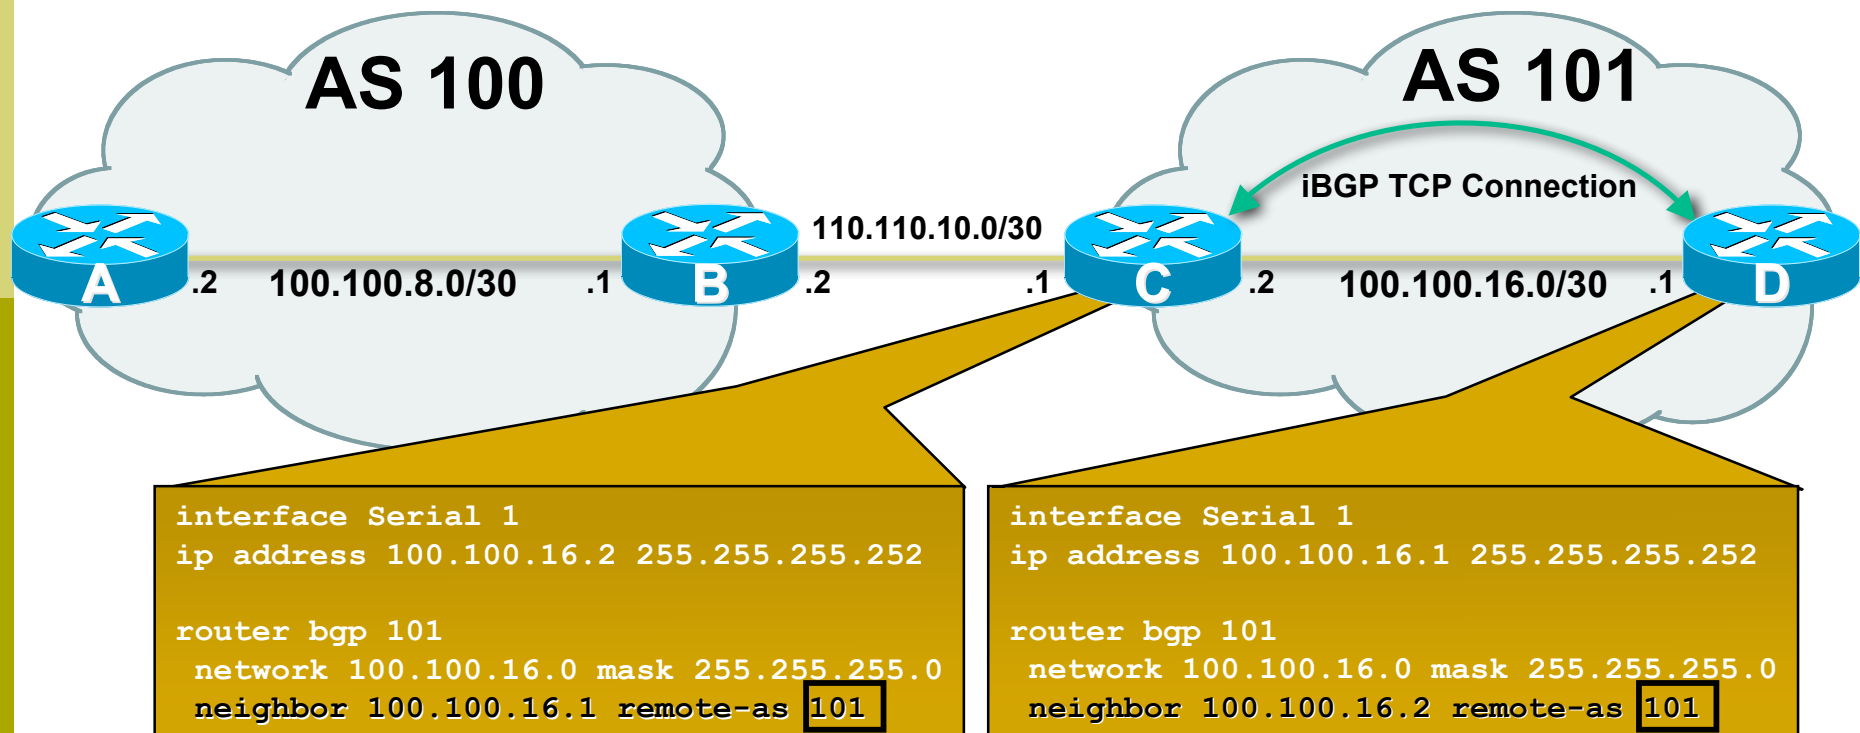 AS 100
AS 101
iBGP TCP Connection
110.110.10.0/30
A
.2
100.100.8.0/30
.1
B
.2
.1
C
.2
100.100.16.0/30
.1
D
interface Serial 1
ip address 100.100.16.2 255.255.255.252
router bgp 101
network 100.100.16.0 mask 255.255.255.0
neighbor 100.100.16.1 remote-as 101
interface Serial 1
ip address 100.100.16.1 255.255.255.252
router bgp 101
network 100.100.16.0 mask 255.255.255.0
neighbor 100.100.16.2 remote-as 101